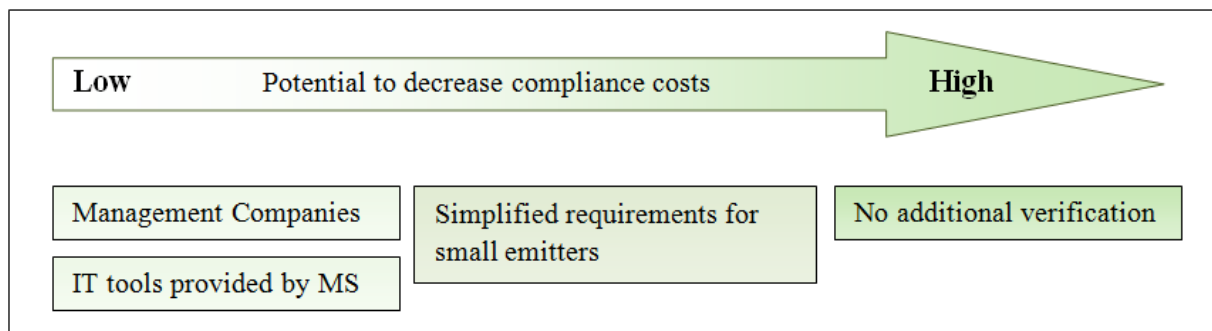 Low Potential to decrease compliance costs High
Management Companies
Simplified requirements for
small emitters
No additional verification
IT tools provided by MS